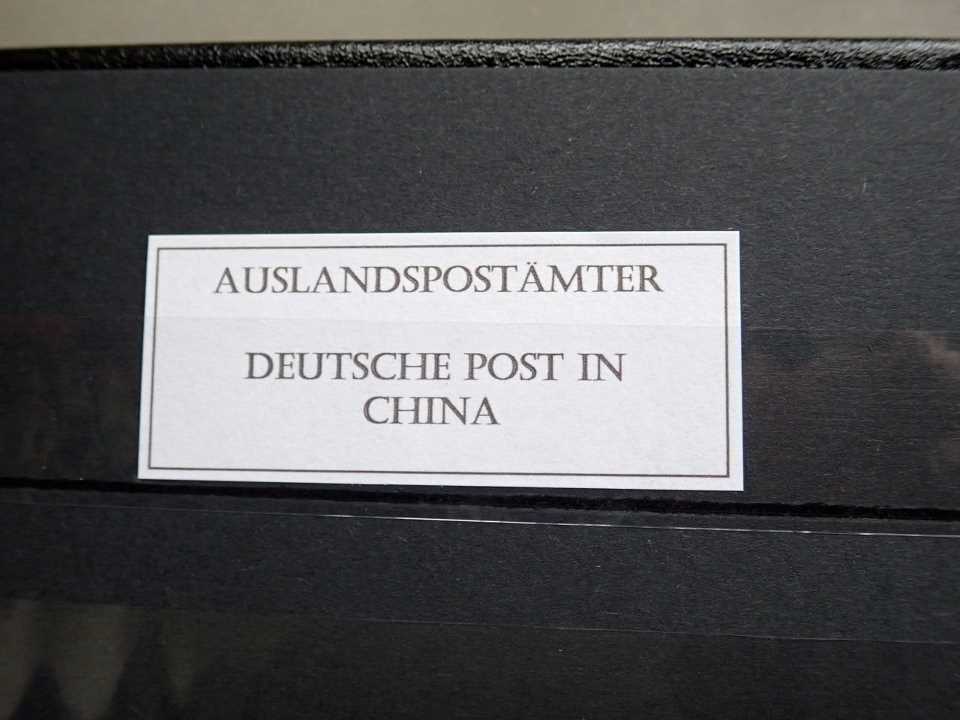 AUSLANDSPOSTÄMTER
DEUTSCHE POST IN
CHINA